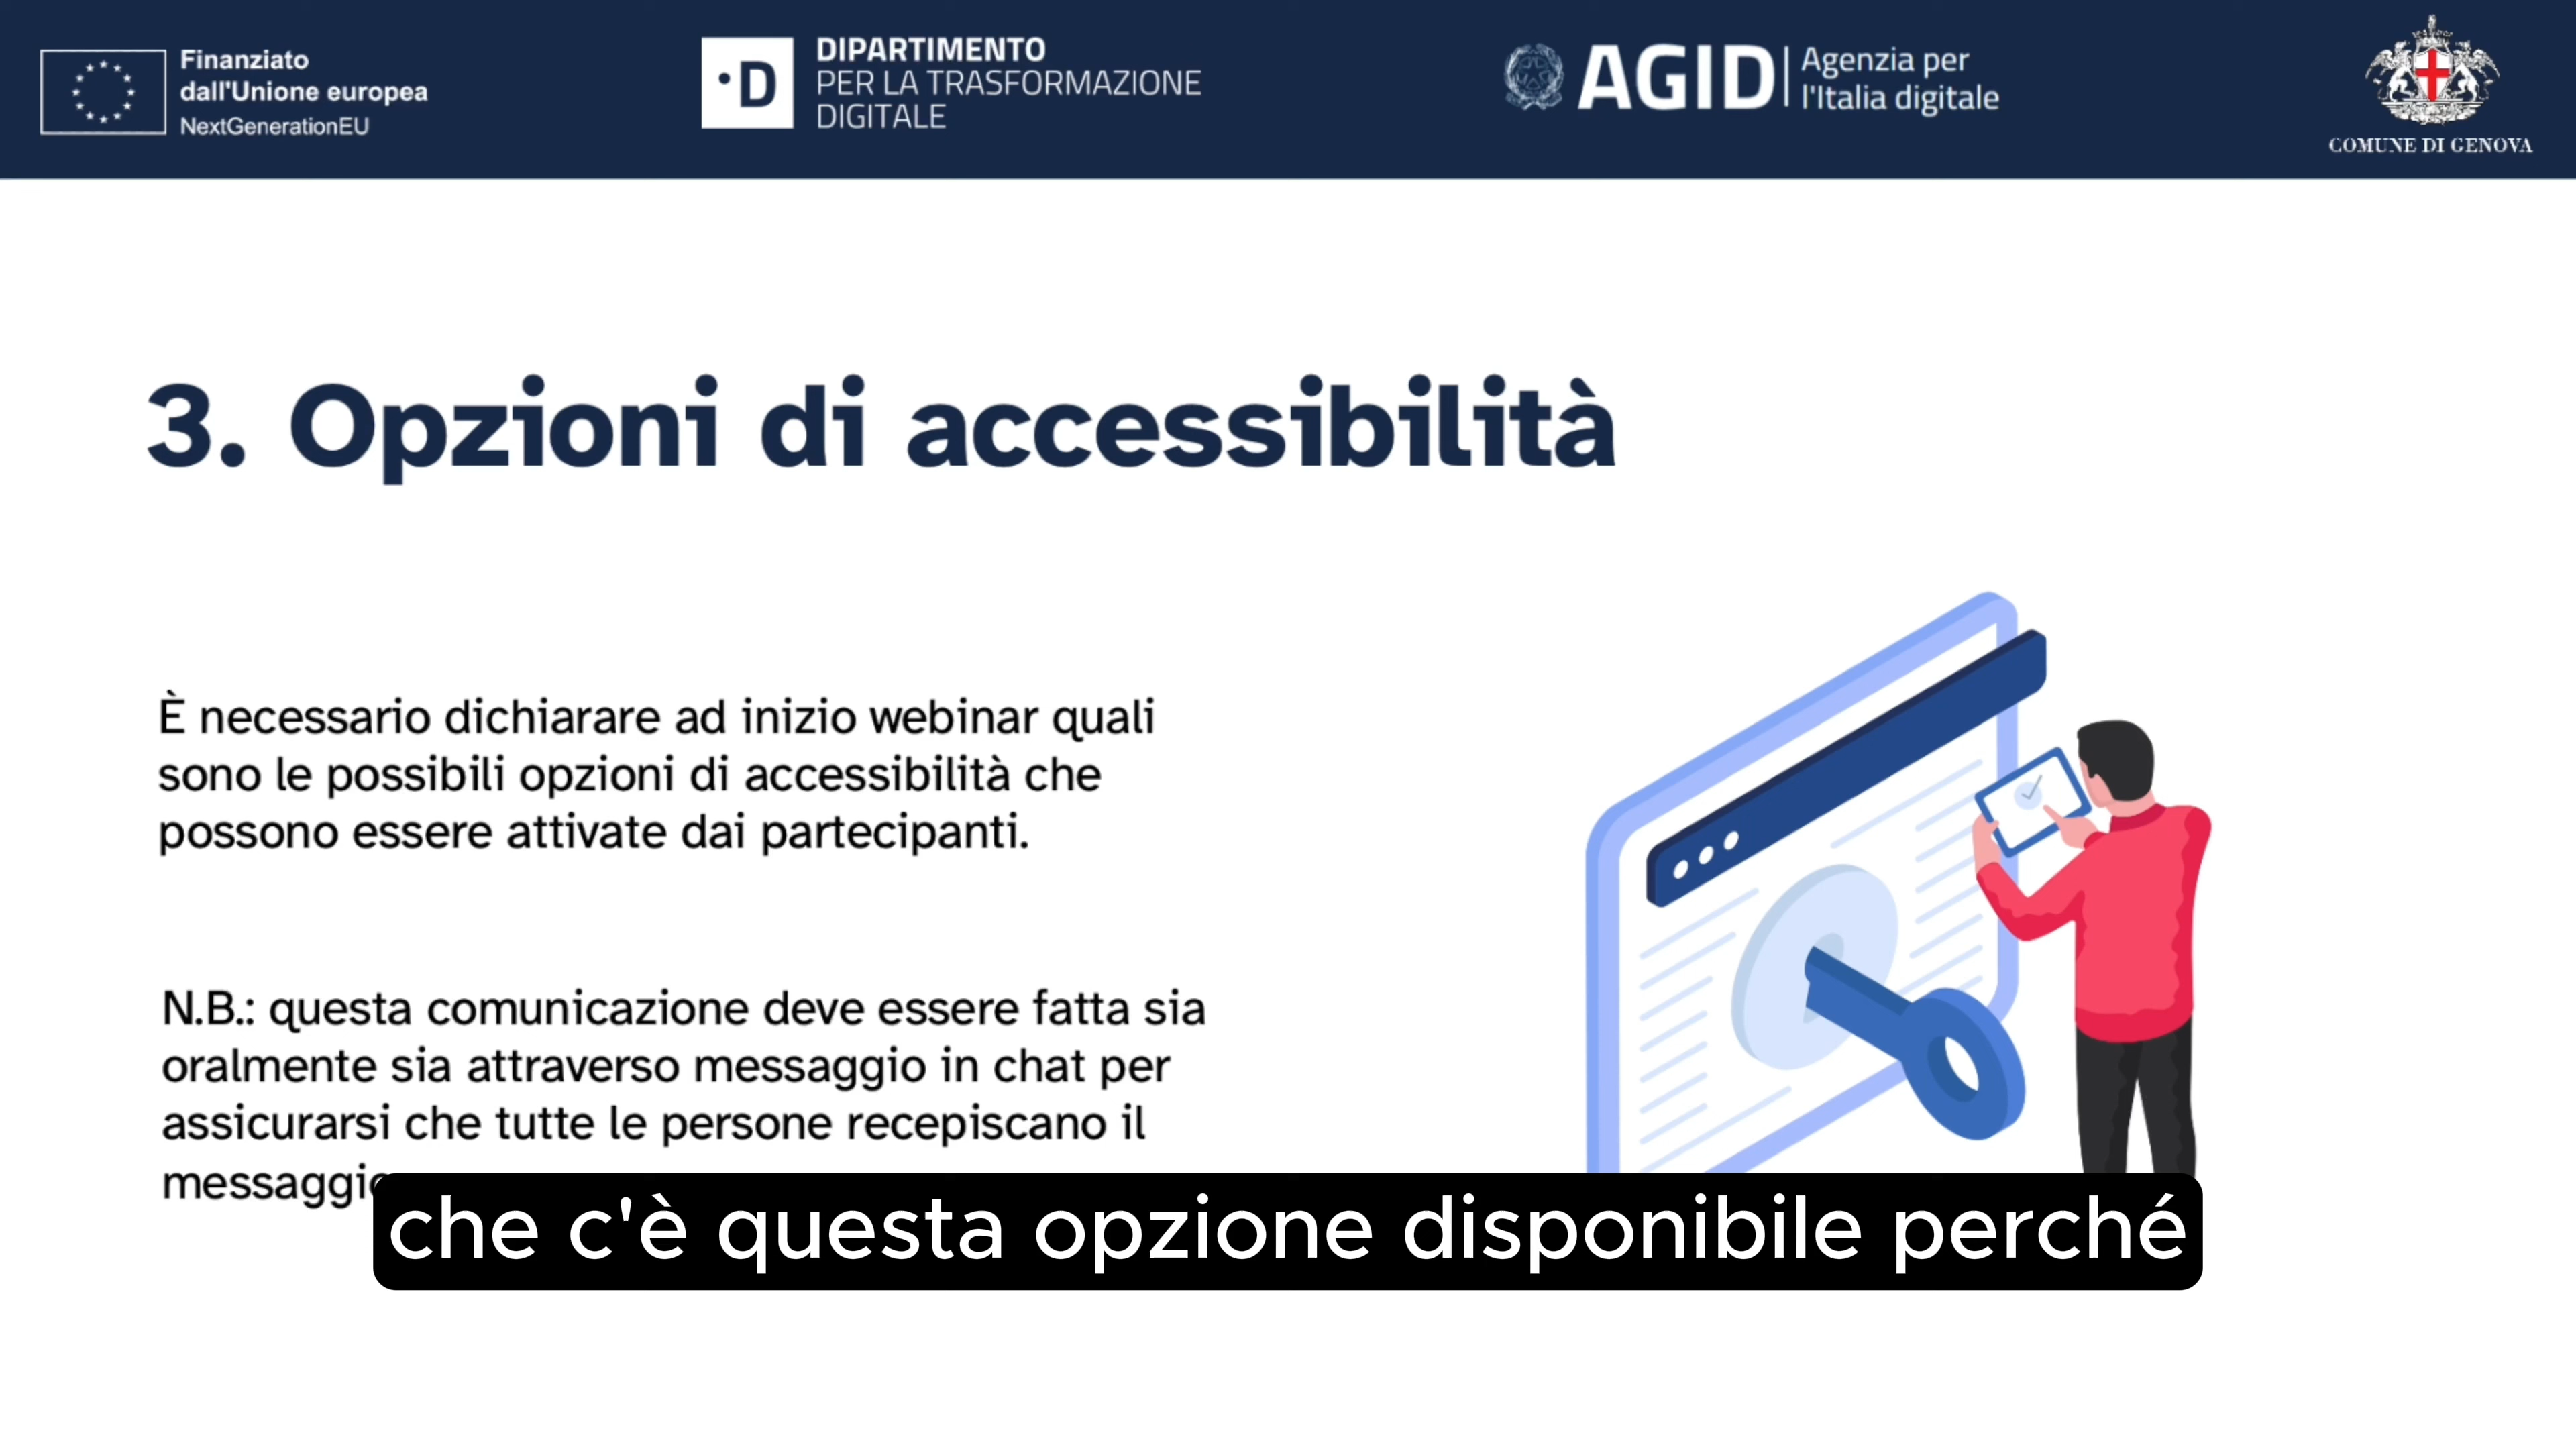 Finanziato
dall'Unione europea
NextGenerationEU
·D
DIPARTIMENTO
PER LA TRASFORMAZIONE
DIGITALE
AGID
Agenzia per
l'Italia digitale
COMUNE DI GENOVA
3. Opzioni di accessibilità
È necessario dichiarare ad inizio webinar quali
sono le possibili opzioni di accessibilità che
possono essere attivate dai partecipanti.
N.B.: questa comunicazione deve essere fatta sia
oralmente sia attraverso messaggio in chat per
assicurarsi che tutte le persone recepiscano il
messaggio
che c'è questa opzione disponibile perché